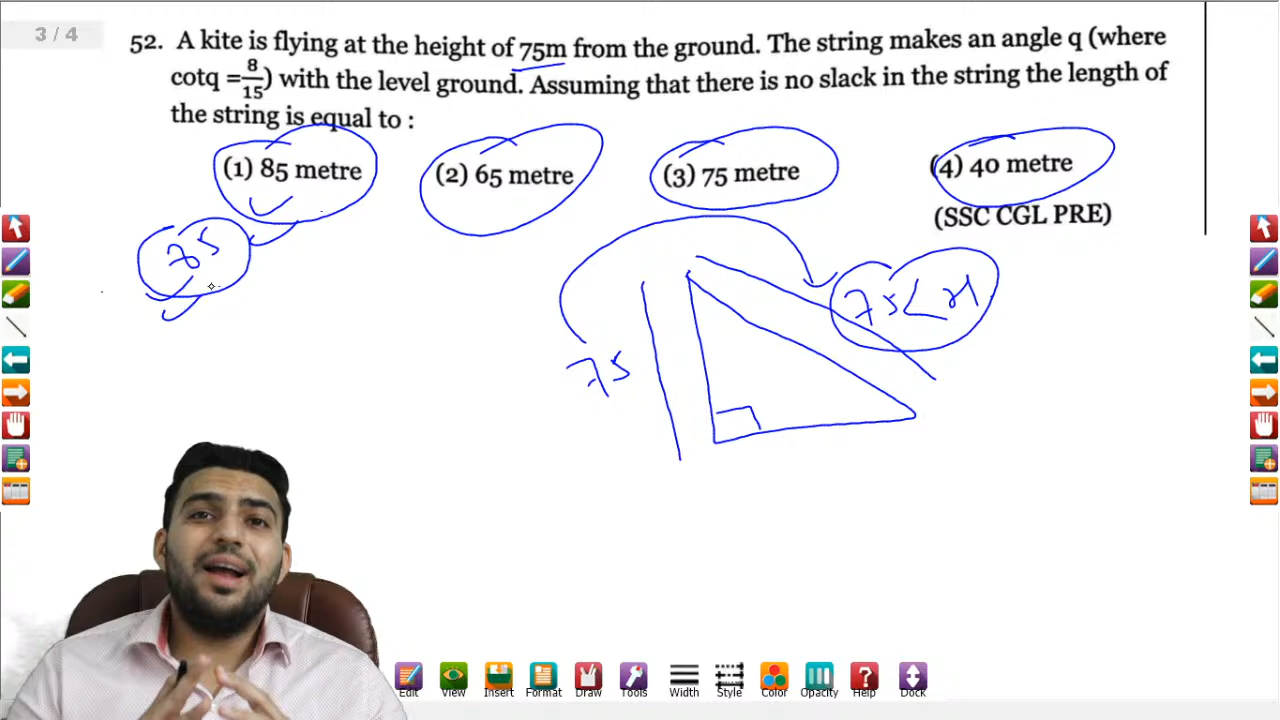 3 / 4
52. A kite is flying at the height of 75m from the ground. The string makes an angle q (where
cotq = 8/15) with the level ground. Assuming that there is no slack in the string the length of
the string is equal to :
(1) 85 metre (2) 65 metre (3) 75 metre (4) 40 metre
(SSC CGL PRE)
75
75
Edit View Insert Format Draw Tools Width Style Color Opacity Help Dock